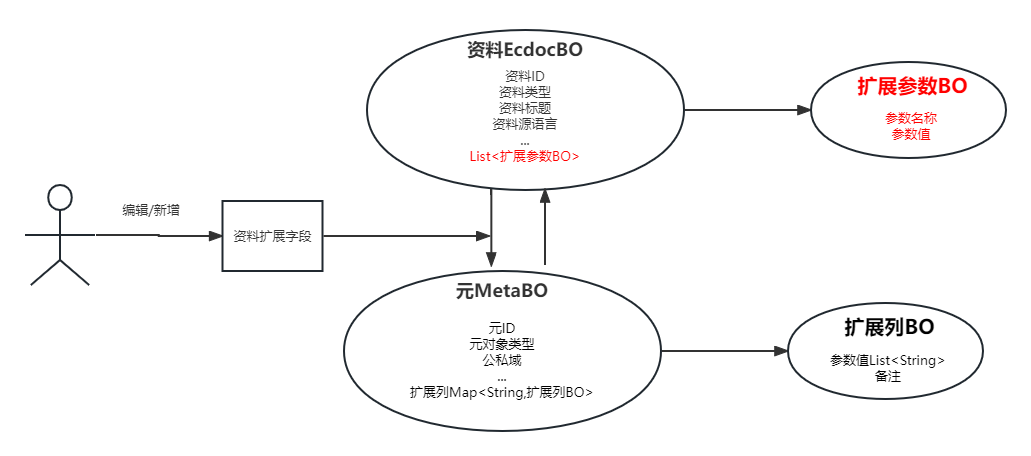 资料EcdocBO
资料ID
资料类型
资料标题
资料源语言
...
List<扩展参数BO>
扩展参数BO
参数名称
参数值
编辑/新增
资料扩展字段
元MetaBO
元ID
元对象类型
公私域
...
扩展列Map<String,扩展列BO>
扩展列BO
参数值List<String>
备注